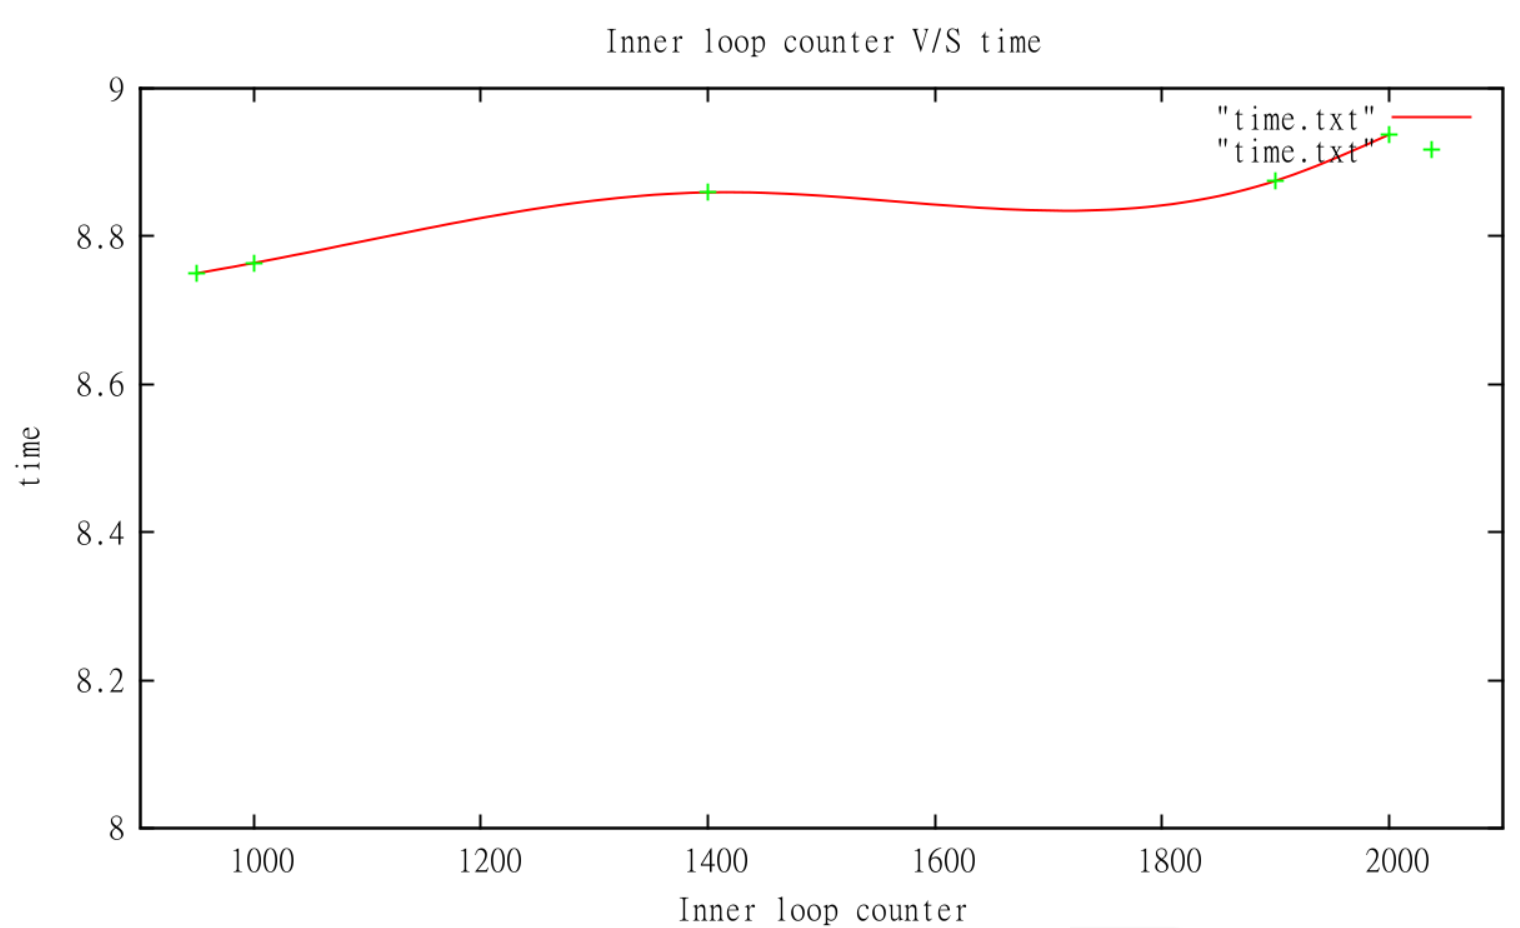 Inner loop counter V/S time
9
"time.txt"
"time.txt"
8.8
8.6
time
8.4
8.2
8
1000 1200 1400 1600 1800 2000
Inner loop counter